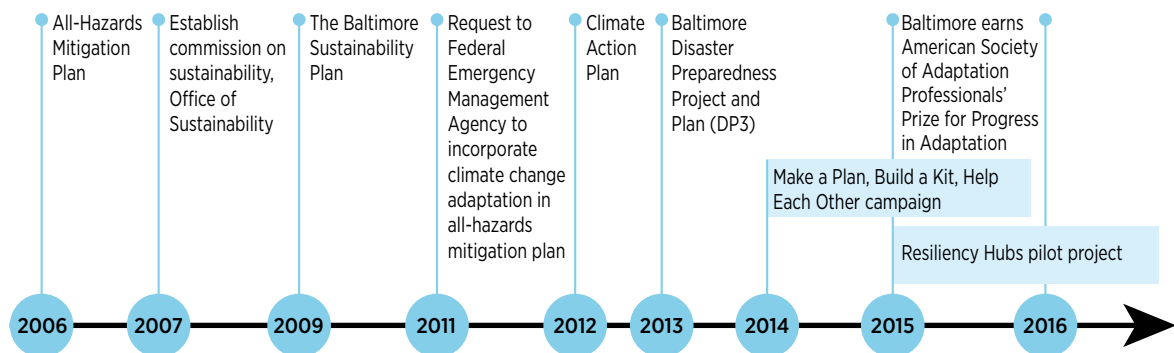 All-Hazards
Mitigation
Plan
Establish
commission on
sustainability,
Office of
Sustainability
The Baltimore
Sustainability
Plan
Request to
Federal
Emergency
Management
Agency to
incorporate
climate change
adaptation in
all-hazards
mitigation plan
Climate
Action
Plan
Baltimore
Disaster
Preparedness
Project and
Plan (DP3)
Baltimore earns
American Society
of Adaptation
Professionals’
Prize for Progress
in Adaptation
Make a Plan, Build a Kit, Help
Each Other campaign
Resiliency Hubs pilot project
2006
2007
2009
2011
2012
2013
2014
2015
2016